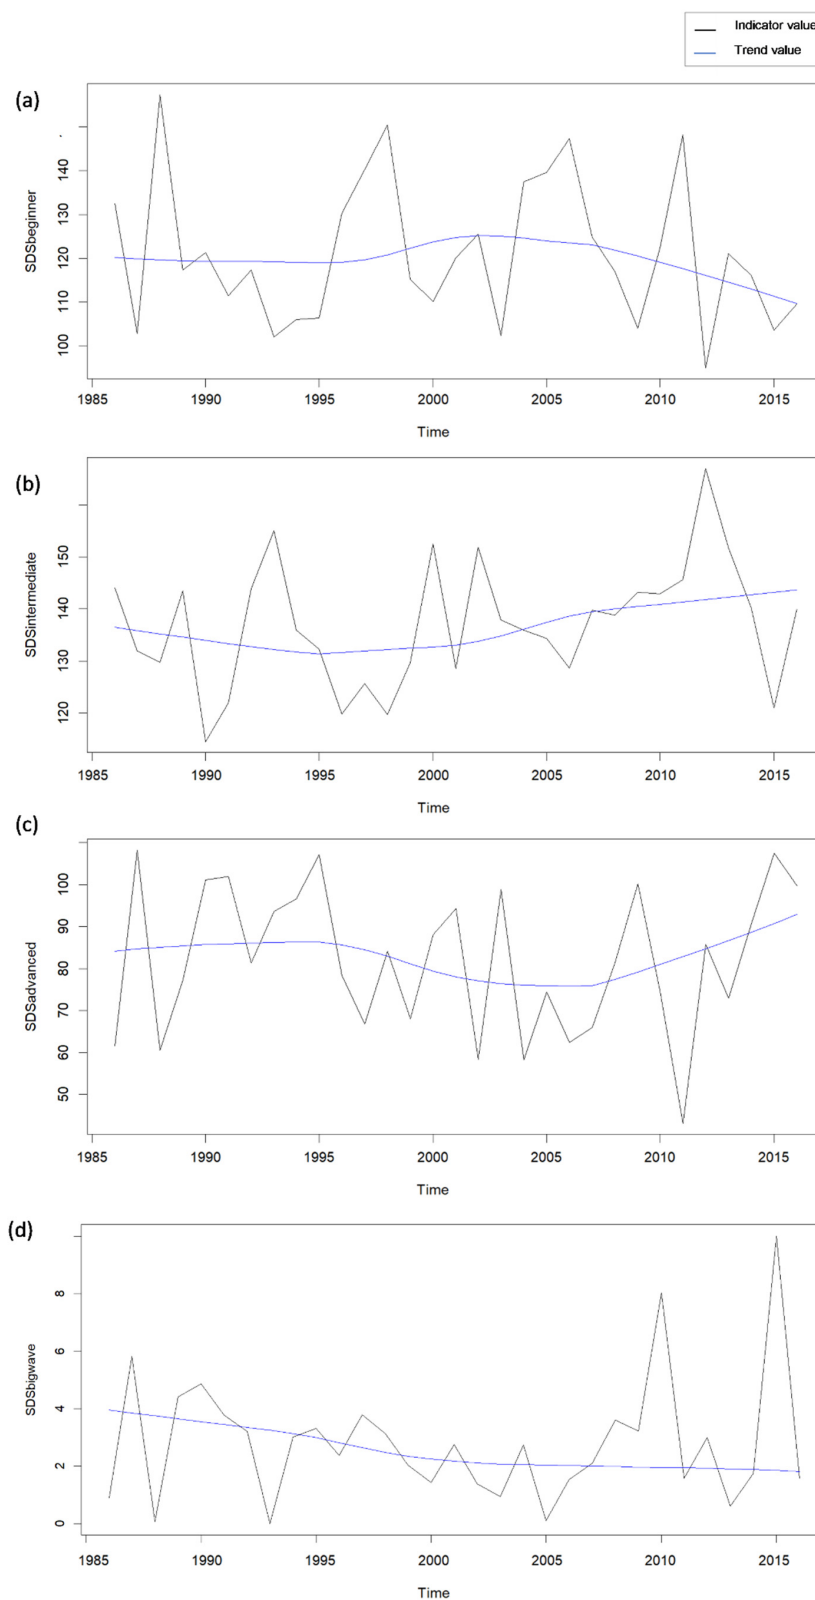 Indicator value
Trend value
(a)
SDSbeginner
140
130
120
110
100
1985 1990 1995 2000 2005 2010 2015
Time
(b)
SDSintermediate
150
140
130
120
1985 1990 1995 2000 2005 2010 2015
Time
(c)
SDSadvanced
100
90
80
70
60
50
1985 1990 1995 2000 2005 2010 2015
Time
(d)
SDSbigwave
8
6
4
2
0
1985 1990 1995 2000 2005 2010 2015
Time